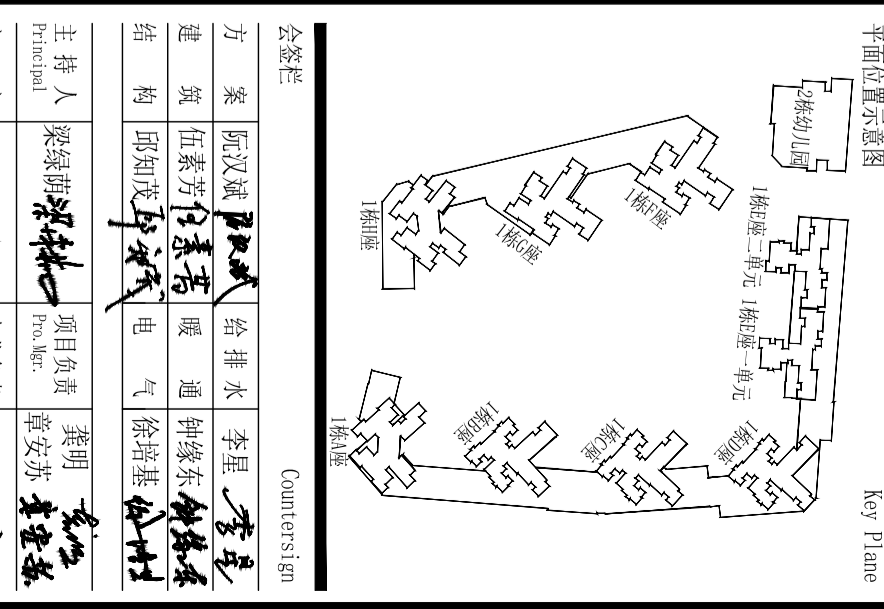 平面位置示意图 Key Plane
2栋幼儿园
1栋E座二单元
1栋E座一单元
1栋F座
1栋G座
1栋H座
1栋D座
1栋C座
1栋B座
1栋A座
会签栏 Countersign
方案 阮汉斌 给排水 李星
建筑 伍素芳 暖通 钟缘东
结构 邱知茂 电气 徐培基
主持人 梁绿荫 项目负责 龚明
Principal Pro.Mgr. 章安苏